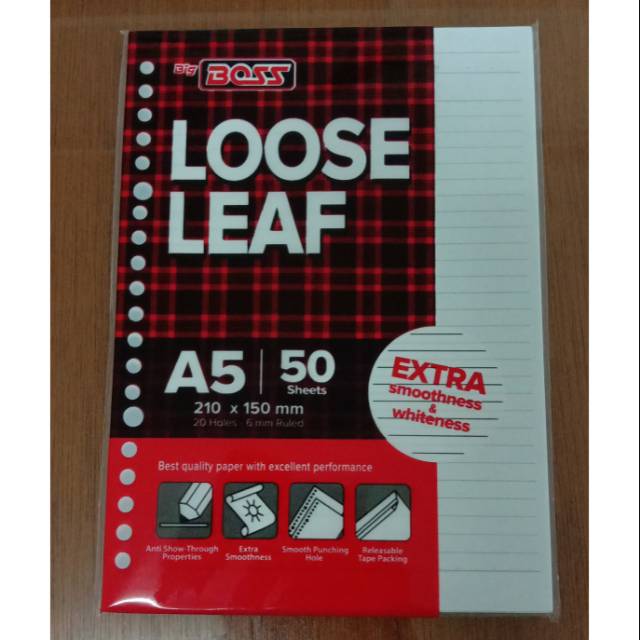 Big BOSS
LOOSE
LEAF
A5 | 50
Sheets
210 x 150 mm
20 Holes · 6 mm Ruled
EXTRA
smoothness
&
whiteness
Best quality paper with excellent performance
Anti Show-Through
Properties
Extra
Smoothness
Smooth Punching
Hole
Releasable
Tape Packing